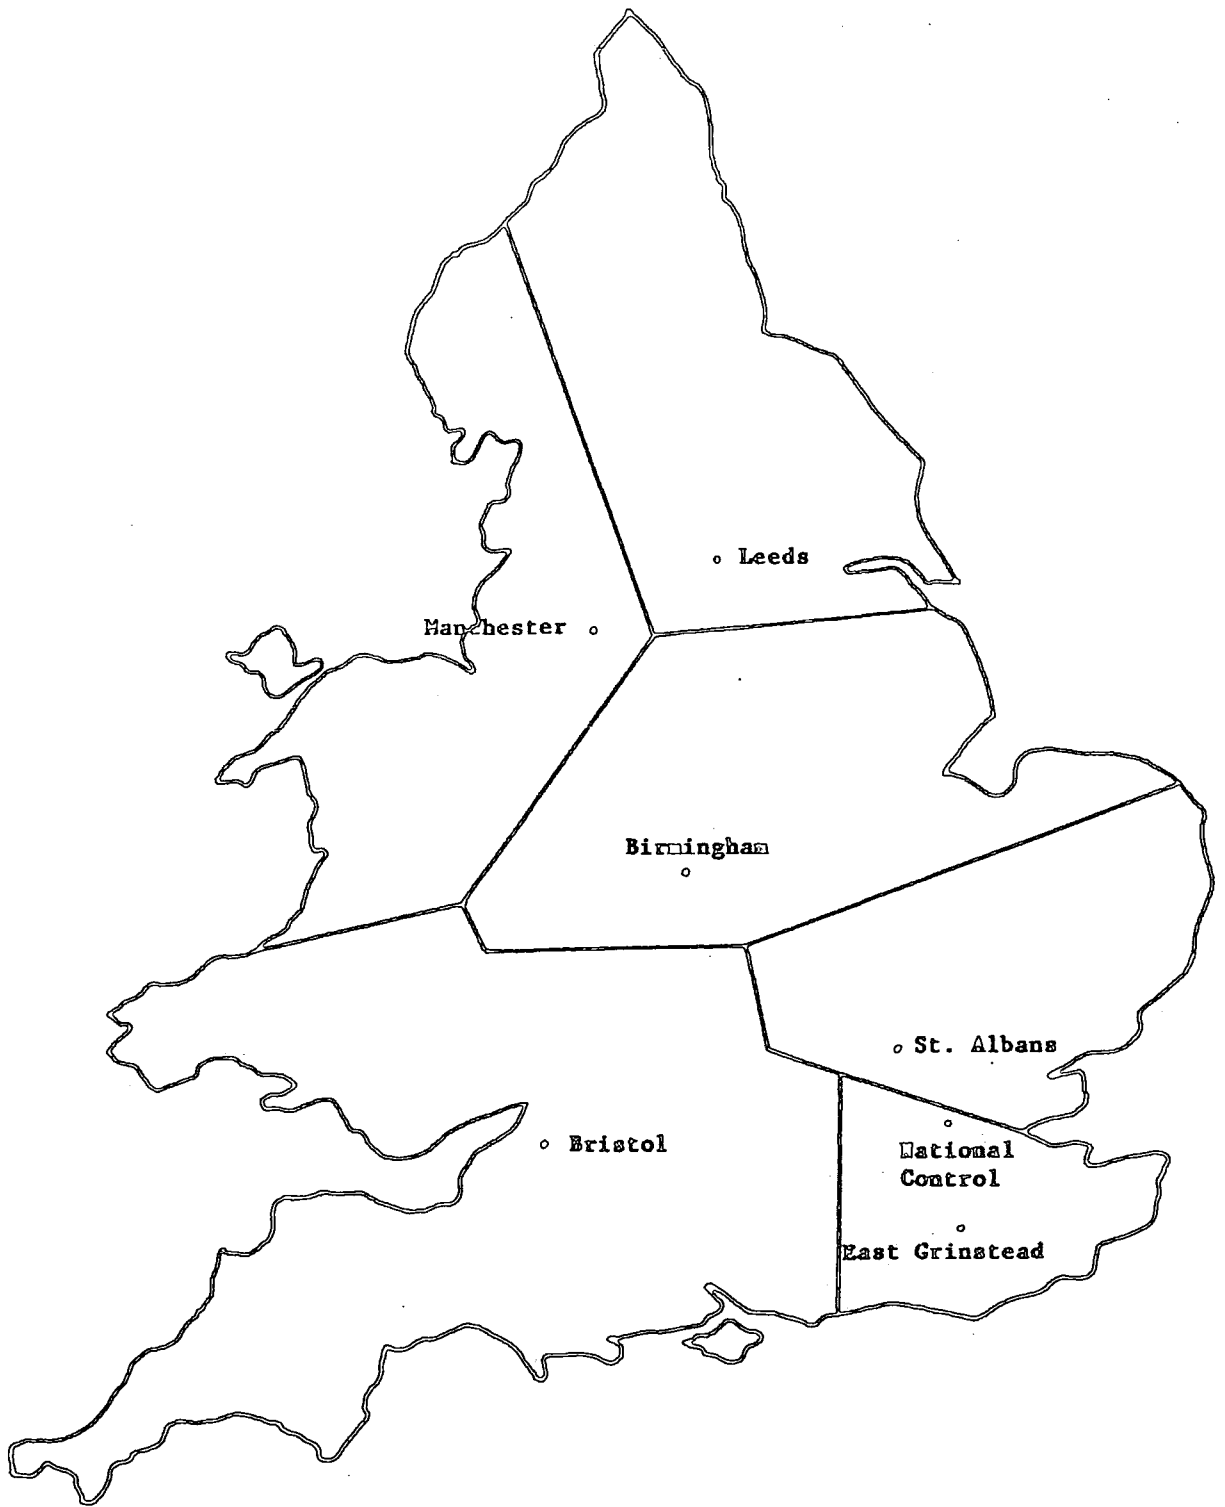 Leeds
Manchester
Birmingham
St. Albans
Bristol
National
Control
East Grinstead